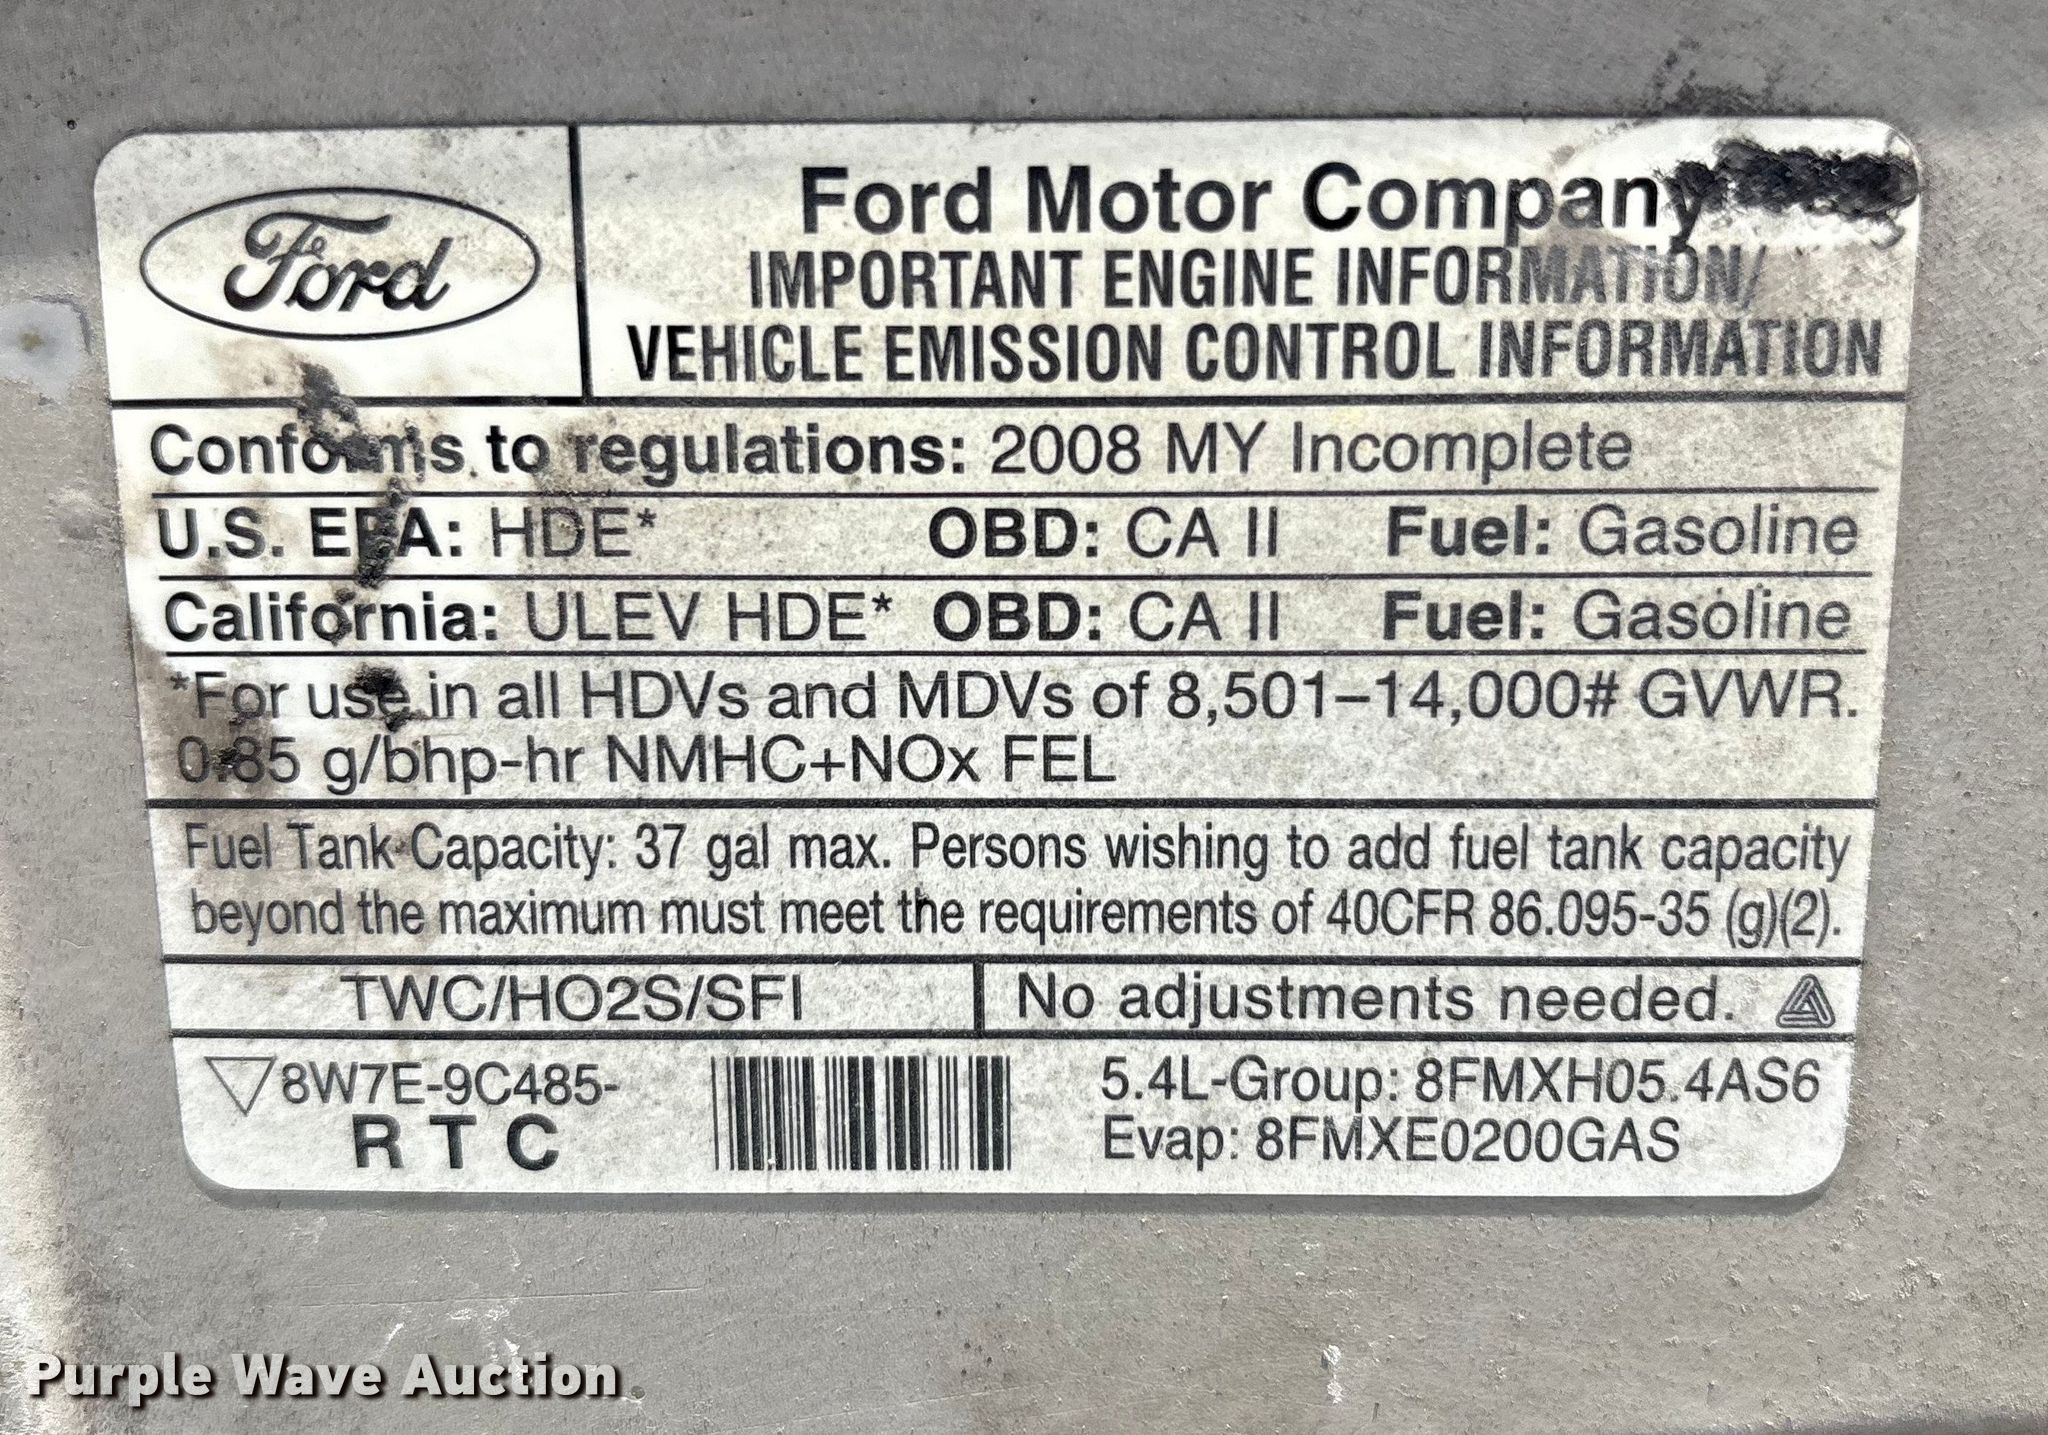 Ford
Ford Motor Company
IMPORTANT ENGINE INFORMATION/
VEHICLE EMISSION CONTROL INFORMATION
Conforms to regulations: 2008 MY Incomplete
U.S. EPA: HDE* OBD: CA II Fuel: Gasoline
California: ULEV HDE* OBD: CA II Fuel: Gasoline
*For use in all HDVs and MDVs of 8,501–14,000# GVWR.
0.85 g/bhp-hr NMHC+NOx FEL
Fuel Tank Capacity: 37 gal max. Persons wishing to add fuel tank capacity
beyond the maximum must meet the requirements of 40CFR 86.095-35 (g)(2).
TWC/HO2S/SFI No adjustments needed.
8W7E-9C485-
R T C
5.4L-Group: 8FMXH05.4AS6
Evap: 8FMXE0200GAS
Purple Wave Auction